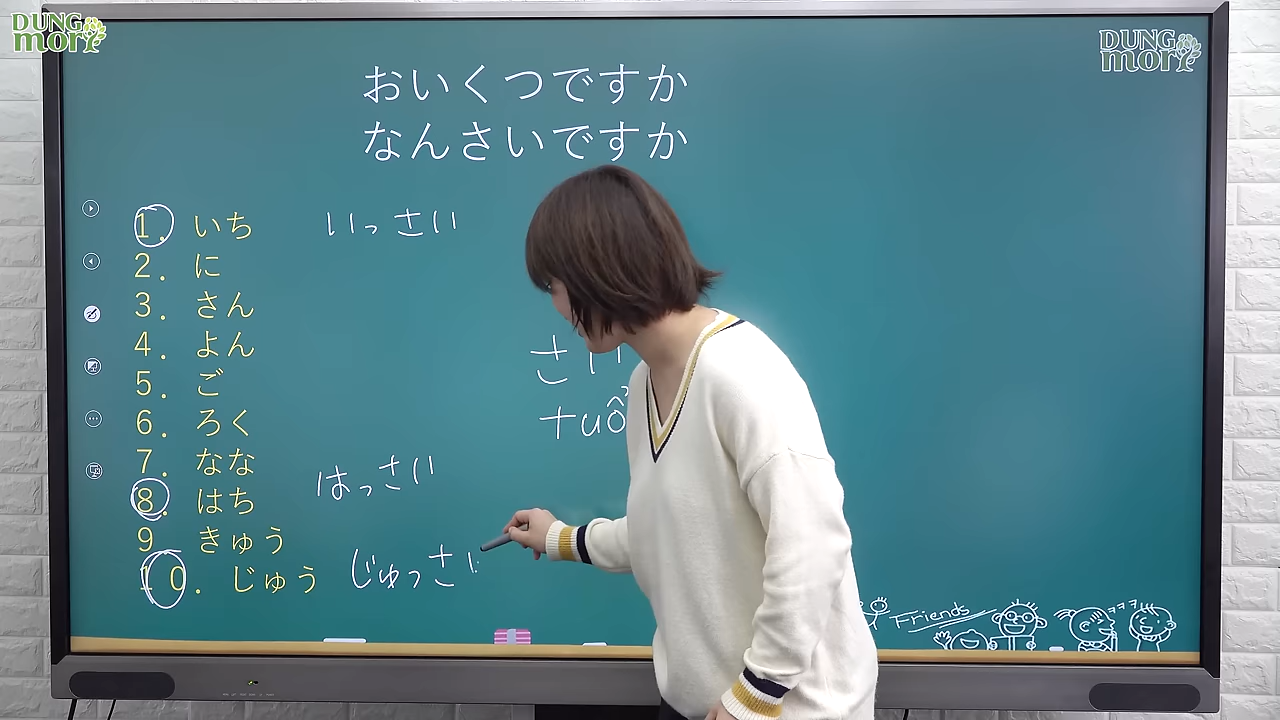 DUNG
mori
DUNG
mori
おいくつですか
なんさいですか
1. いち いっさい
2. に
3. さん
4. よん
5. ご
6. ろく
7. なな
8. はち はっさい
9 きゅう
10. じゅう じゅっさい
さい
Friends